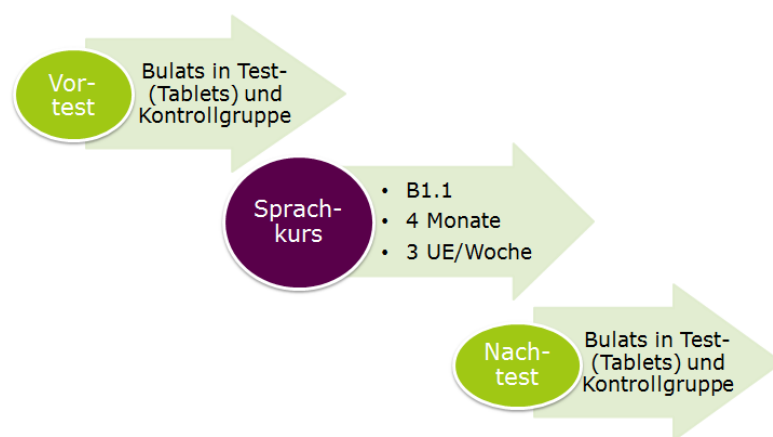 Vor-
test
Bulats in Test-
(Tablets) und
Kontrollgruppe
Sprach-
kurs
• B1.1
• 4 Monate
• 3 UE/Woche
Nach-
test
Bulats in Test-
(Tablets) und
Kontrollgruppe